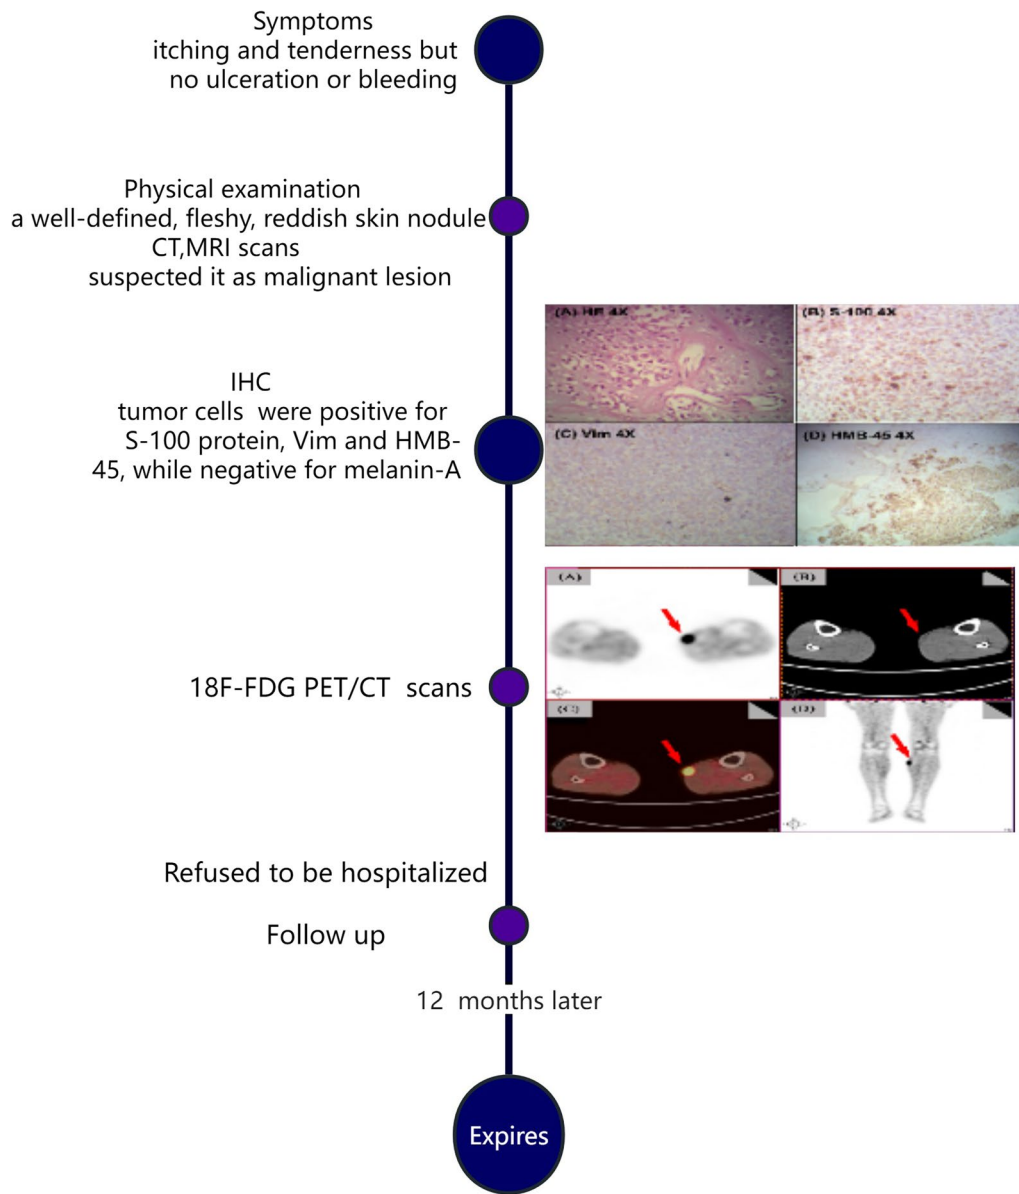 Symptoms
itching and tenderness but
no ulceration or bleeding
Physical examination
a well-defined, fleshy, reddish skin nodule
CT,MRI scans
suspected it as malignant lesion
IHC
tumor cells were positive for
S-100 protein, Vim and HMB-
45, while negative for melanin-A
(A) HE 4X
(B) S-100 4X
(C) Vim 4X
(D) HMB-45 4X
18F-FDG PET/CT scans
(A)
(B)
(C)
(D)
Refused to be hospitalized
Follow up
12 months later
Expires